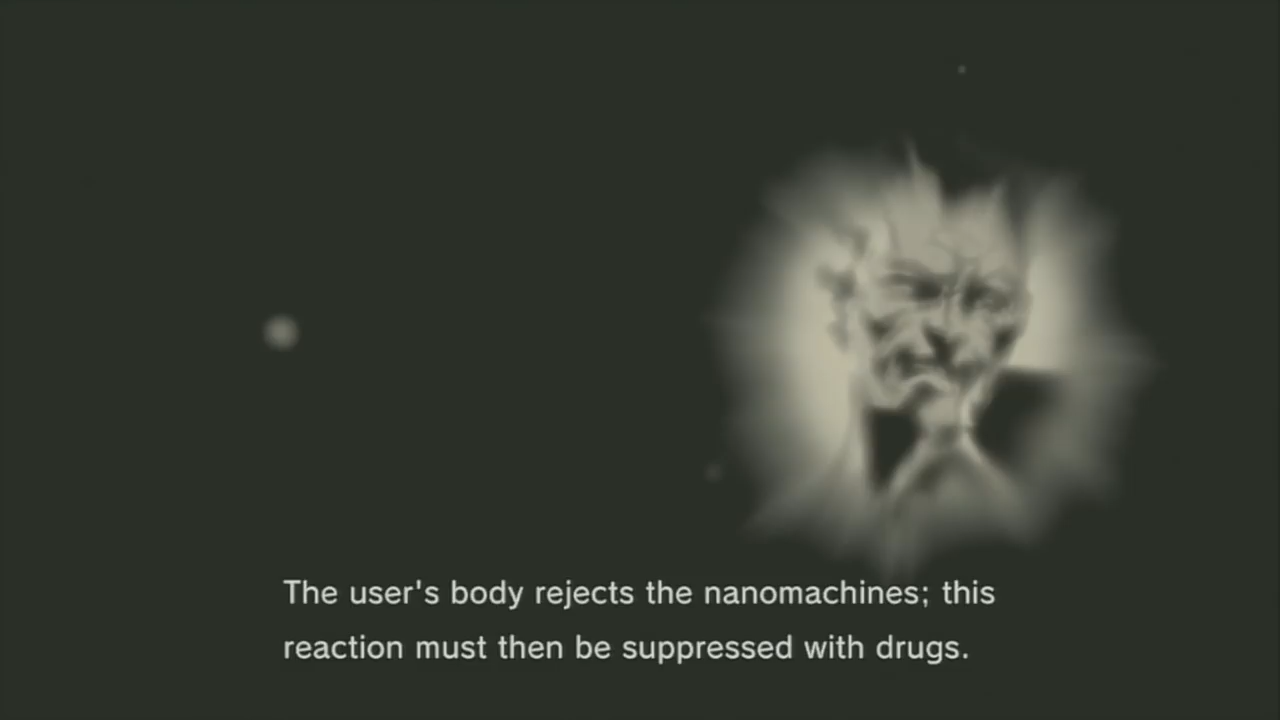 The user's body rejects the nanomachines; this
reaction must then be suppressed with drugs.